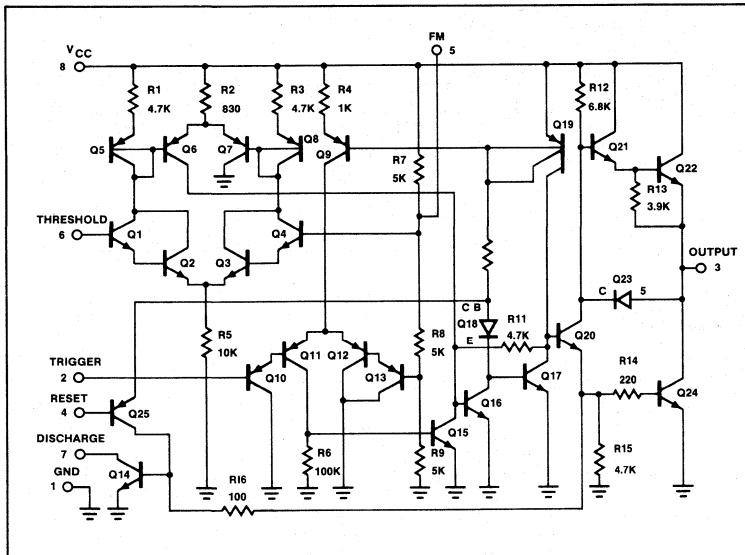 FM
5
VCC
8
R1
4.7K
R2
830
R3
4.7K
R4
1K
R12
6.8K
Q5
Q6
Q7
Q8
Q9
Q19
Q21
Q22
R7
5K
R13
3.9K
THRESHOLD
6
Q1
Q2
Q3
Q4
OUTPUT
3
Q23
C
5
C B
Q18
E
R11
4.7K
Q20
R5
10K
R8
5K
Q11
Q12
Q13
TRIGGER
2
Q10
Q17
R14
220
Q24
RESET
4
Q25
Q16
Q15
DISCHARGE
7
Q14
R6
100K
R9
5K
R15
4.7K
GND
1
RI6
100